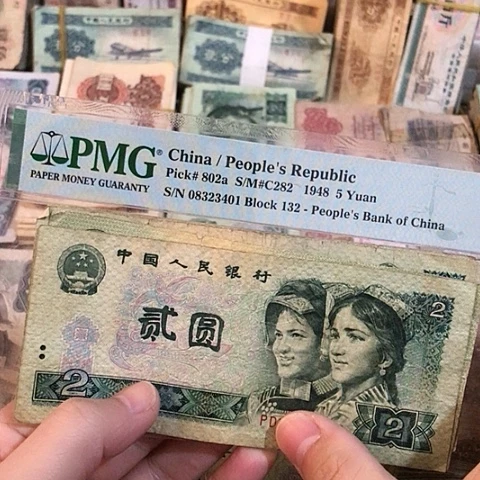 PMG®
PAPER MONEY GUARANTY
China / People's Republic
Pick# 802a S/M#C282 1948 5 Yuan
S/N 08323401 Block 132 - People's Bank of China
中国人民银行
2
贰圆
2
2